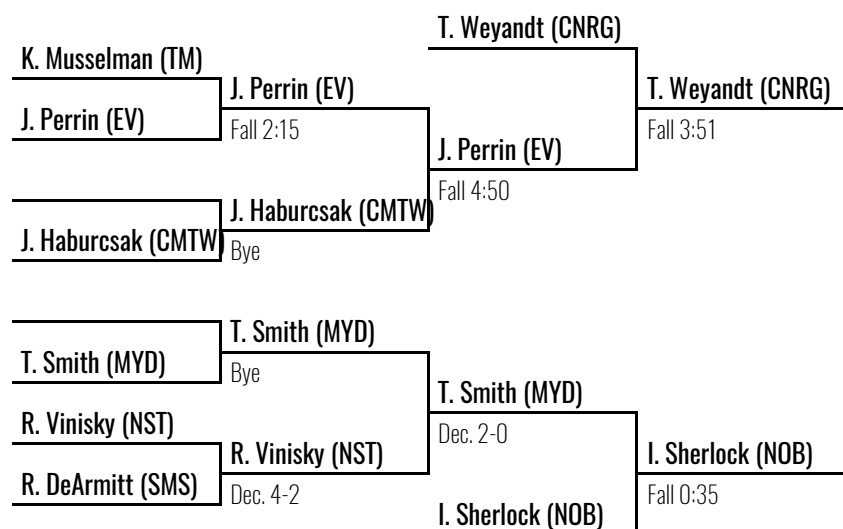 T. Weyandt (CNRG)
K. Musselman (TM)
J. Perrin (EV)
T. Weyandt (CNRG)
J. Perrin (EV)
Fall 2:15
Fall 3:51
J. Perrin (EV)
Fall 4:50
J. Haburcsak (CMTW)
J. Haburcsak (CMTW)
Bye
T. Smith (MYD)
T. Smith (MYD)
Bye
T. Smith (MYD)
R. Vinisky (NST)
Dec. 2-0
R. Vinisky (NST)
I. Sherlock (NOB)
R. DeArmitt (SMS)
Dec. 4-2
Fall 0:35
I. Sherlock (NOB)